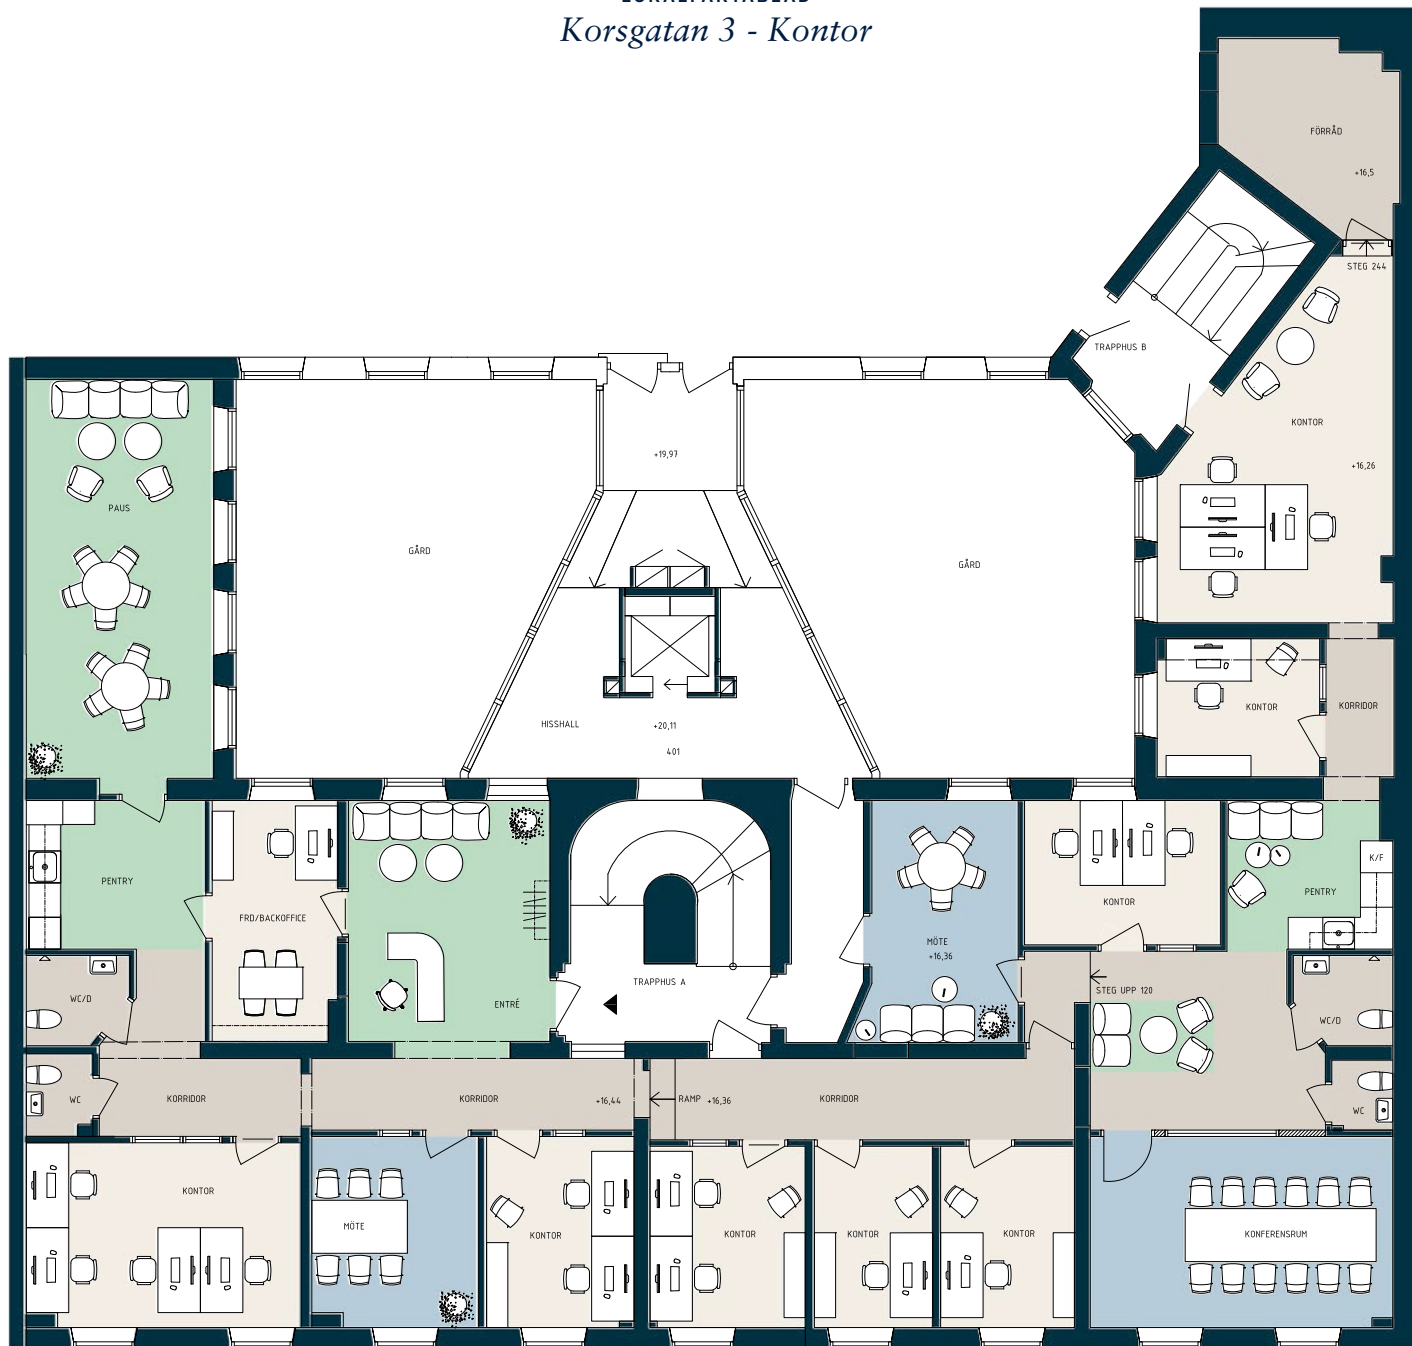 LOKALFAKTABLAD
Korsgatan 3 - Kontor
FÖRRÅD
+16,5
STEG 244
TRAPPHUS B
KONTOR
+16,26
+19,97
PAUS
GÅRD
GÅRD
HISSHALL
+20,11
401
KONTOR
KORRIDOR
PENTRY
FRD/BACKOFFICE
ENTRÉ
TRAPPHUS A
MÖTE
+16,36
KONTOR
K/F
PENTRY
STEG UPP 120
WC/D
WC/D
WC
KORRIDOR
KORRIDOR
+16,44
RAMP
+16,36
KORRIDOR
WC
KONTOR
MÖTE
KONTOR
KONTOR
KONTOR
KONTOR
KONFERENSRUM